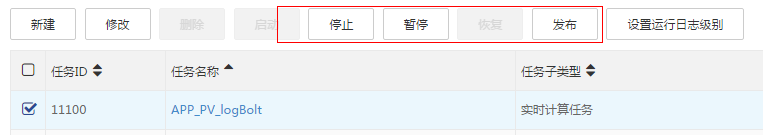 新建 修改 删除 启动 停止 暂停 恢复 发布 设置运行日志级别
任务ID 任务名称 任务子类型
11100 APP_PV_logBolt 实时计算任务